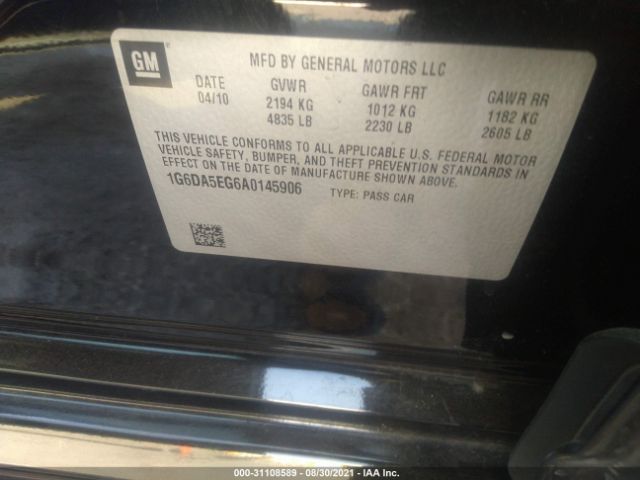 GM
MFD BY GENERAL MOTORS LLC
DATE GVWR GAWR FRT GAWR RR
04/10 2194 KG 1012 KG 1182 KG
4835 LB 2230 LB 2605 LB
THIS VEHICLE CONFORMS TO ALL APPLICABLE U.S. FEDERAL MOTOR
VEHICLE SAFETY, BUMPER, AND THEFT PREVENTION STANDARDS IN
EFFECT ON THE DATE OF MANUFACTURE SHOWN ABOVE.
1G6DA5EG6A0145906 TYPE: PASS CAR
000-31108589 - 08/30/2021 - IAA Inc.